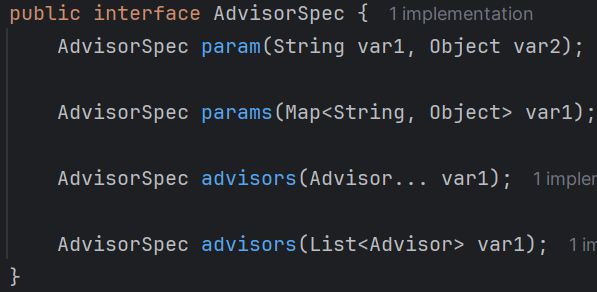 public interface AdvisorSpec { 1 implementation
AdvisorSpec param(String var1, Object var2);
AdvisorSpec params(Map<String, Object> var1);
AdvisorSpec advisors(Advisor... var1); 1 implem
AdvisorSpec advisors(List<Advisor> var1); 1 im
}